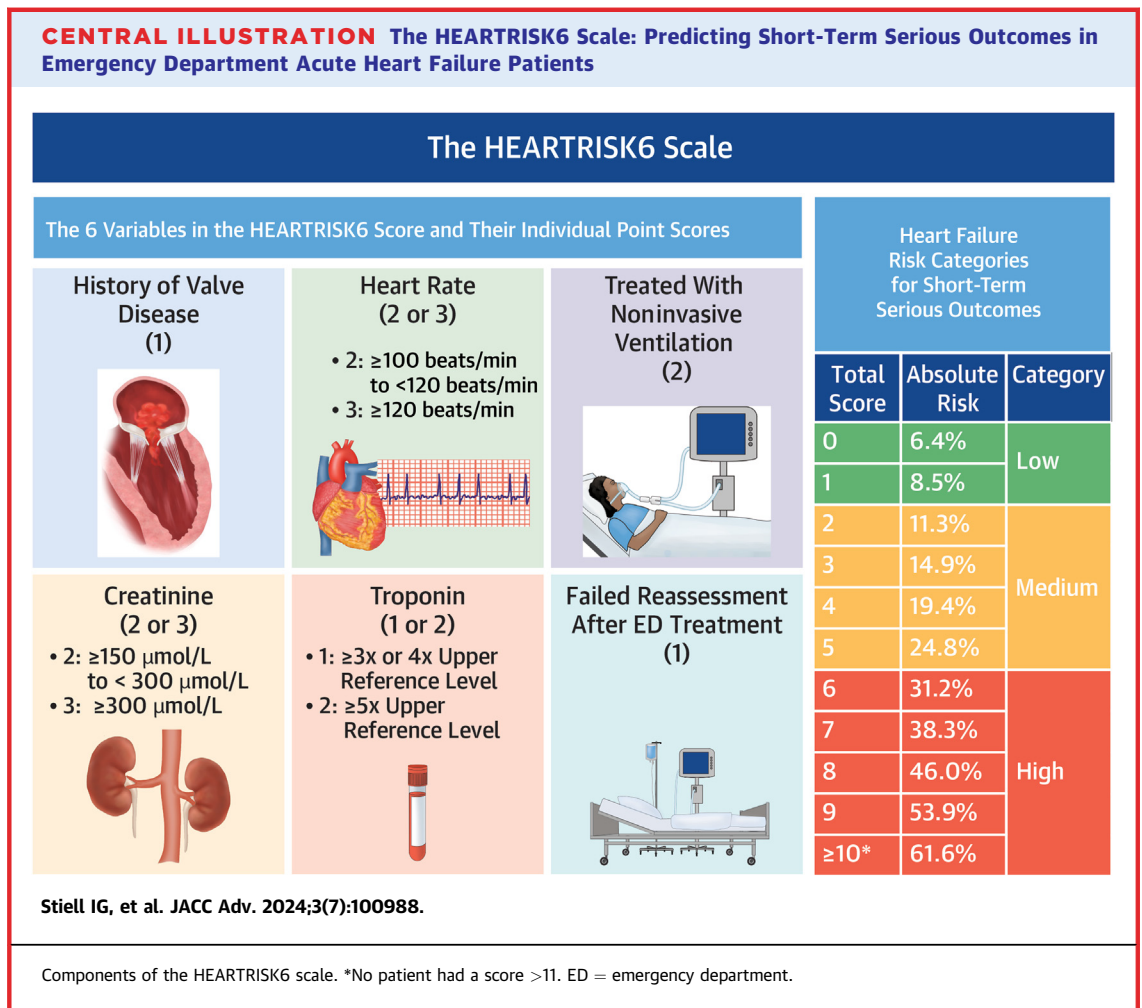 CENTRAL ILLUSTRATION The HEARTRISK6 Scale: Predicting Short-Term Serious Outcomes in
Emergency Department Acute Heart Failure Patients
The HEARTRISK6 Scale
The 6 Variables in the HEARTRISK6 Score and Their Individual Point Scores
History of Valve
Disease
(1)
Heart Rate
(2 or 3)
• 2: ≥100 beats/min
to <120 beats/min
• 3: ≥120 beats/min
Treated With
Noninvasive
Ventilation
(2)
Creatinine
(2 or 3)
• 2: ≥150 μmol/L
to < 300 μmol/L
• 3: ≥300 μmol/L
Troponin
(1 or 2)
• 1: ≥3x or 4x Upper
Reference Level
• 2: ≥5x Upper
Reference Level
Failed Reassessment
After ED Treatment
(1)
Heart Failure
Risk Categories
for Short-Term
Serious Outcomes
Total Score Absolute Risk Category
0 6.4% Low
1 8.5%
2 11.3% Medium
3 14.9%
4 19.4%
5 24.8%
6 31.2% High
7 38.3%
8 46.0%
9 53.9%
≥10* 61.6%
Stiell IG, et al. JACC Adv. 2024;3(7):100988.
Components of the HEARTRISK6 scale. *No patient had a score >11. ED = emergency department.